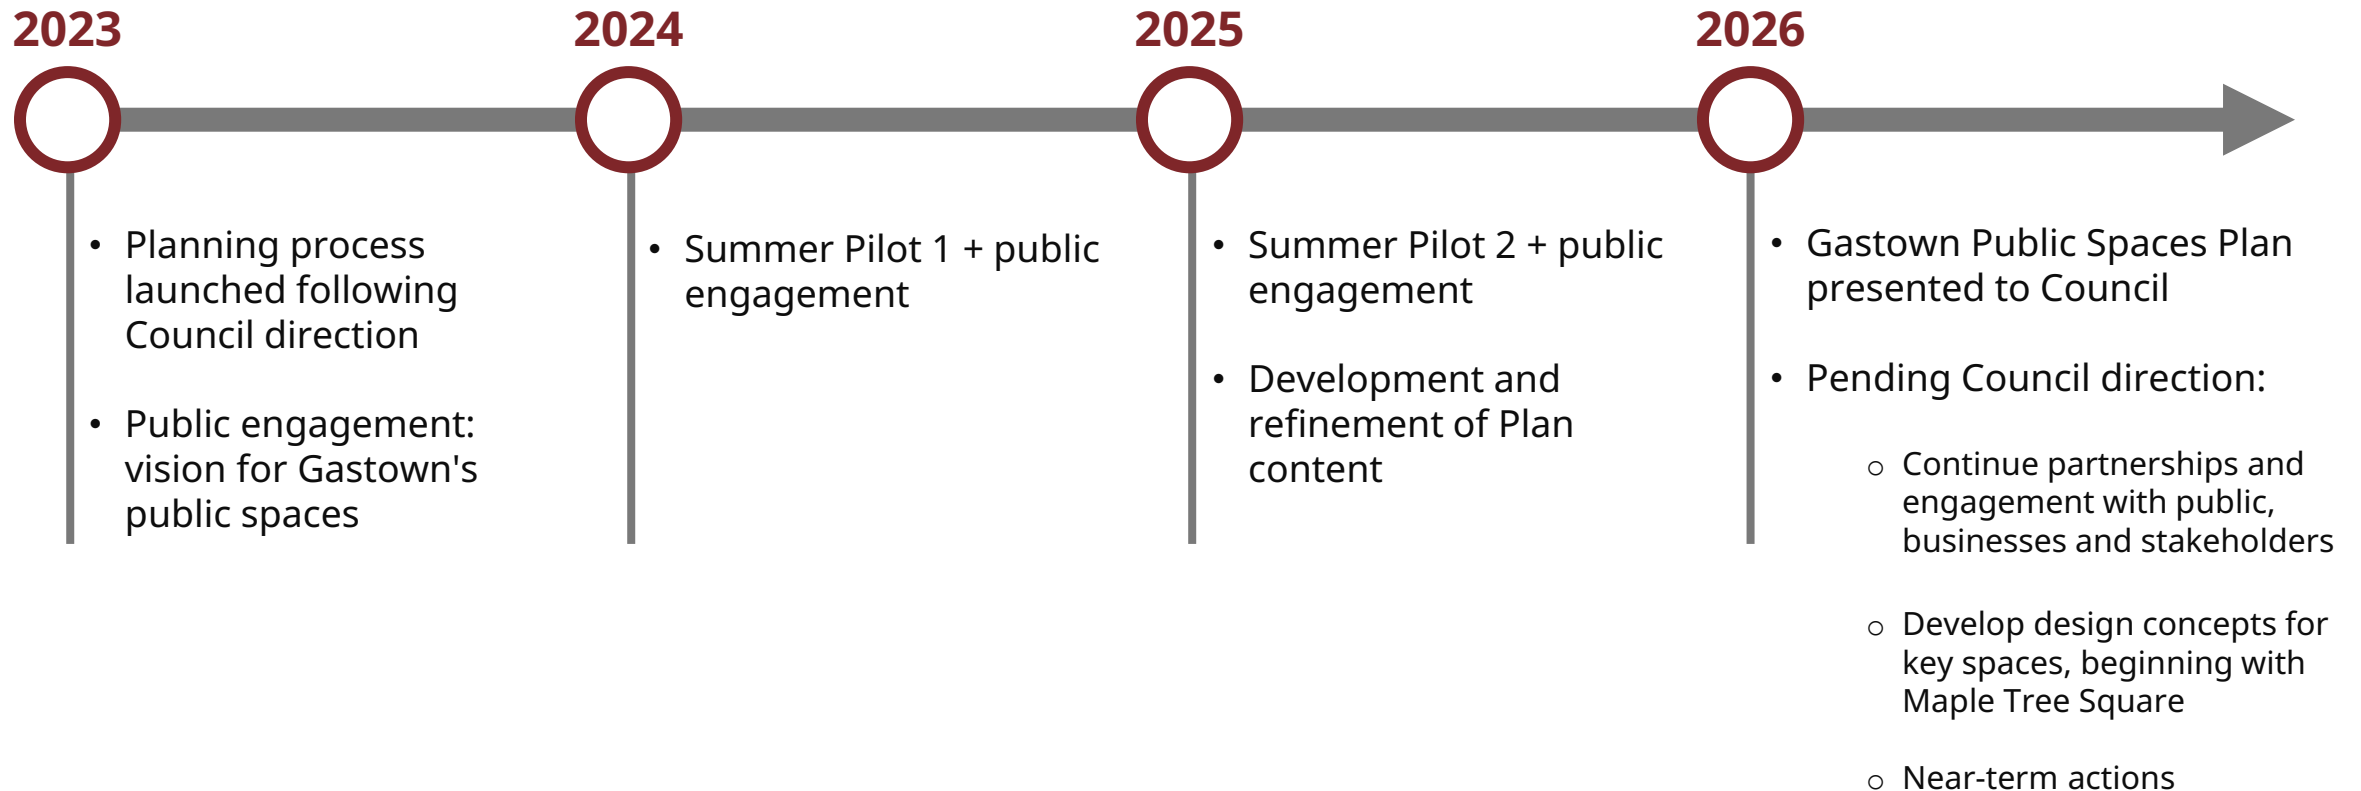 2023
• Planning process
launched following
Council direction
• Public engagement:
vision for Gastown's
public spaces
2024
• Summer Pilot 1 + public
engagement
2025
• Summer Pilot 2 + public
engagement
• Development and
refinement of Plan
content
2026
• Gastown Public Spaces Plan
presented to Council
• Pending Council direction:
○ Continue partnerships and
engagement with public,
businesses and stakeholders
○ Develop design concepts for
key spaces, beginning with
Maple Tree Square
○ Near-term actions